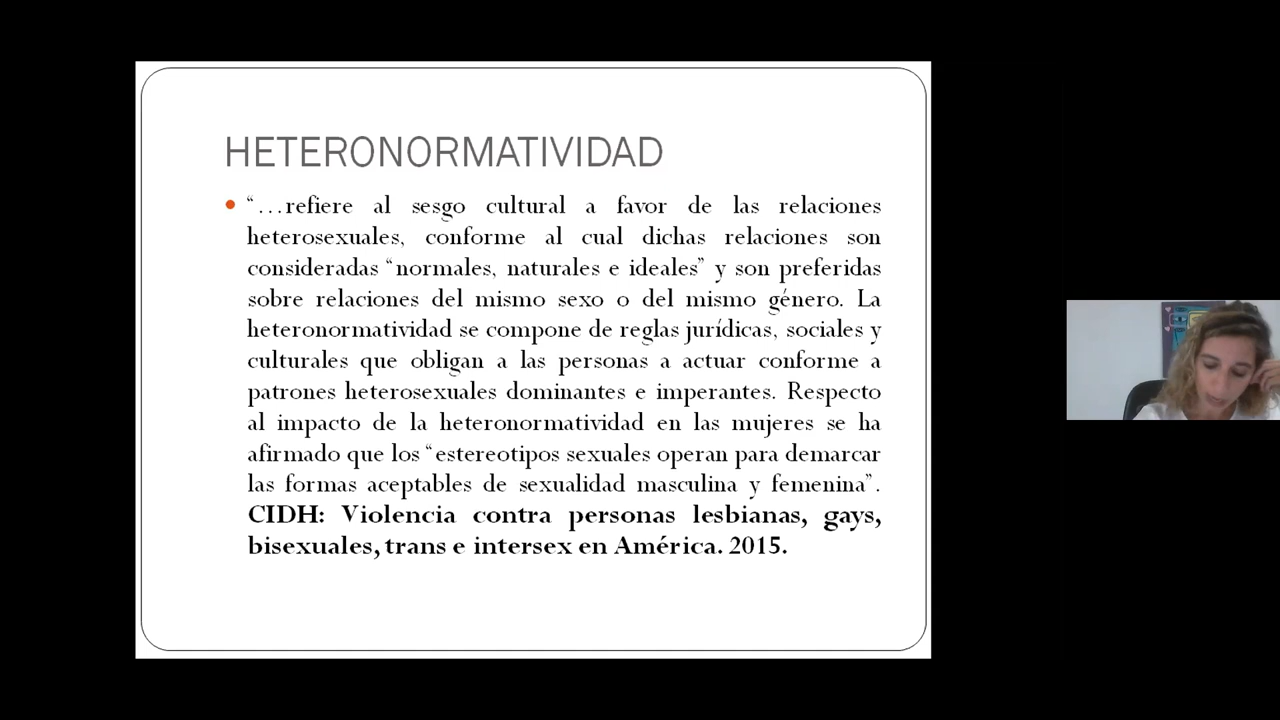 HETERONORMATIVIDAD
• “…refiere al sesgo cultural a favor de las relaciones
heterosexuales, conforme al cual dichas relaciones son
consideradas “normales, naturales e ideales” y son preferidas
sobre relaciones del mismo sexo o del mismo género. La
heteronormatividad se compone de reglas jurídicas, sociales y
culturales que obligan a las personas a actuar conforme a
patrones heterosexuales dominantes e imperantes. Respecto
al impacto de la heteronormatividad en las mujeres se ha
afirmado que los “estereotipos sexuales operan para demarcar
las formas aceptables de sexualidad masculina y femenina”.
CIDH: Violencia contra personas lesbianas, gays,
bisexuales, trans e intersex en América. 2015.